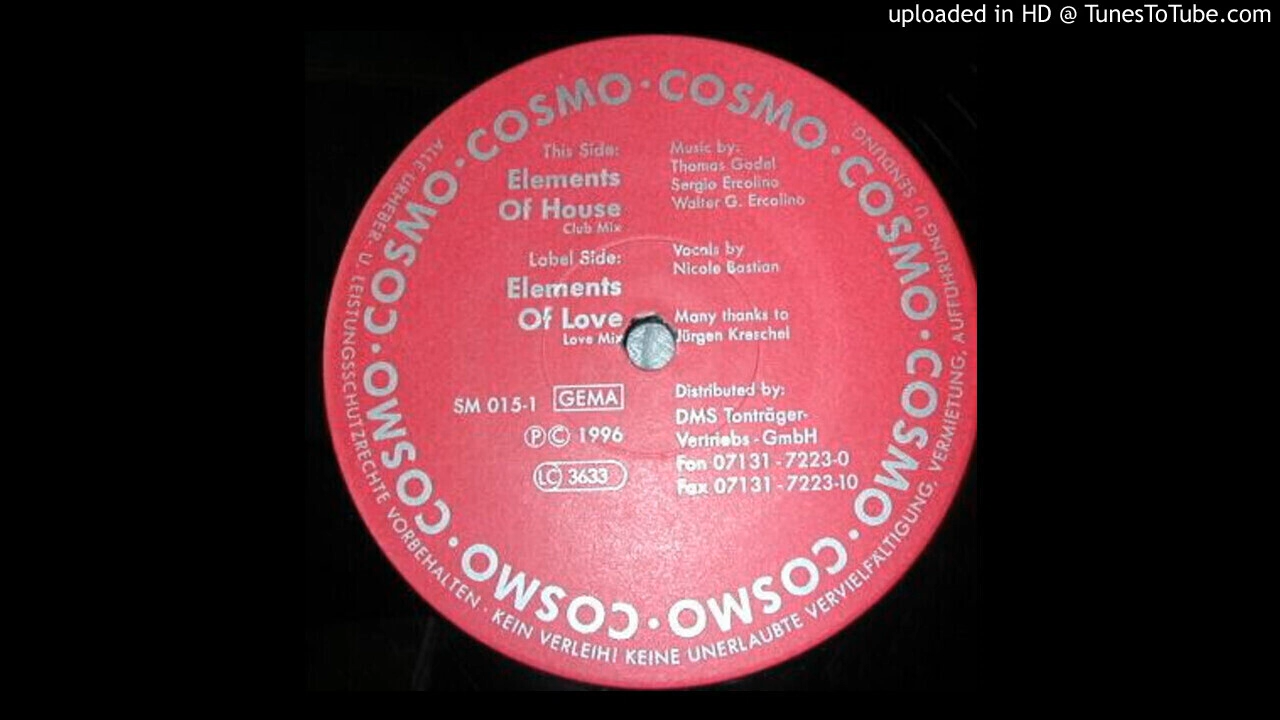 uploaded in HD @ TunesToTube.com
COSMO · COSMO · COSMO · COSMO · COSMO · COSMO · COSMO · COSMO · COSMO · COSMO ·
This Side:
Elements
Of House
Club Mix
Label Side:
Elements
Of Love
Love Mix
SM 015-1 GEMA
Ⓟ© 1996
LC 3633
Music by:
Thomas Gadel
Sergio Ercolino
Walter G. Ercolino
Vocals by
Nicole Bastian
Many thanks to
Jürgen Kreschel
Distributed by:
DMS Tonträger-
Vertriebs-GmbH
Fon 07131-7223-0
Fax 07131-7223-10
ALLE URHEBER- U. LEISTUNGSSCHUTZRECHTE VORBEHALTEN · KEIN VERLEIH! KEINE UNERLAUBTE VERVIELFÄLTIGUNG, VERMIETUNG, AUFFÜHRUNG U. SENDUNG